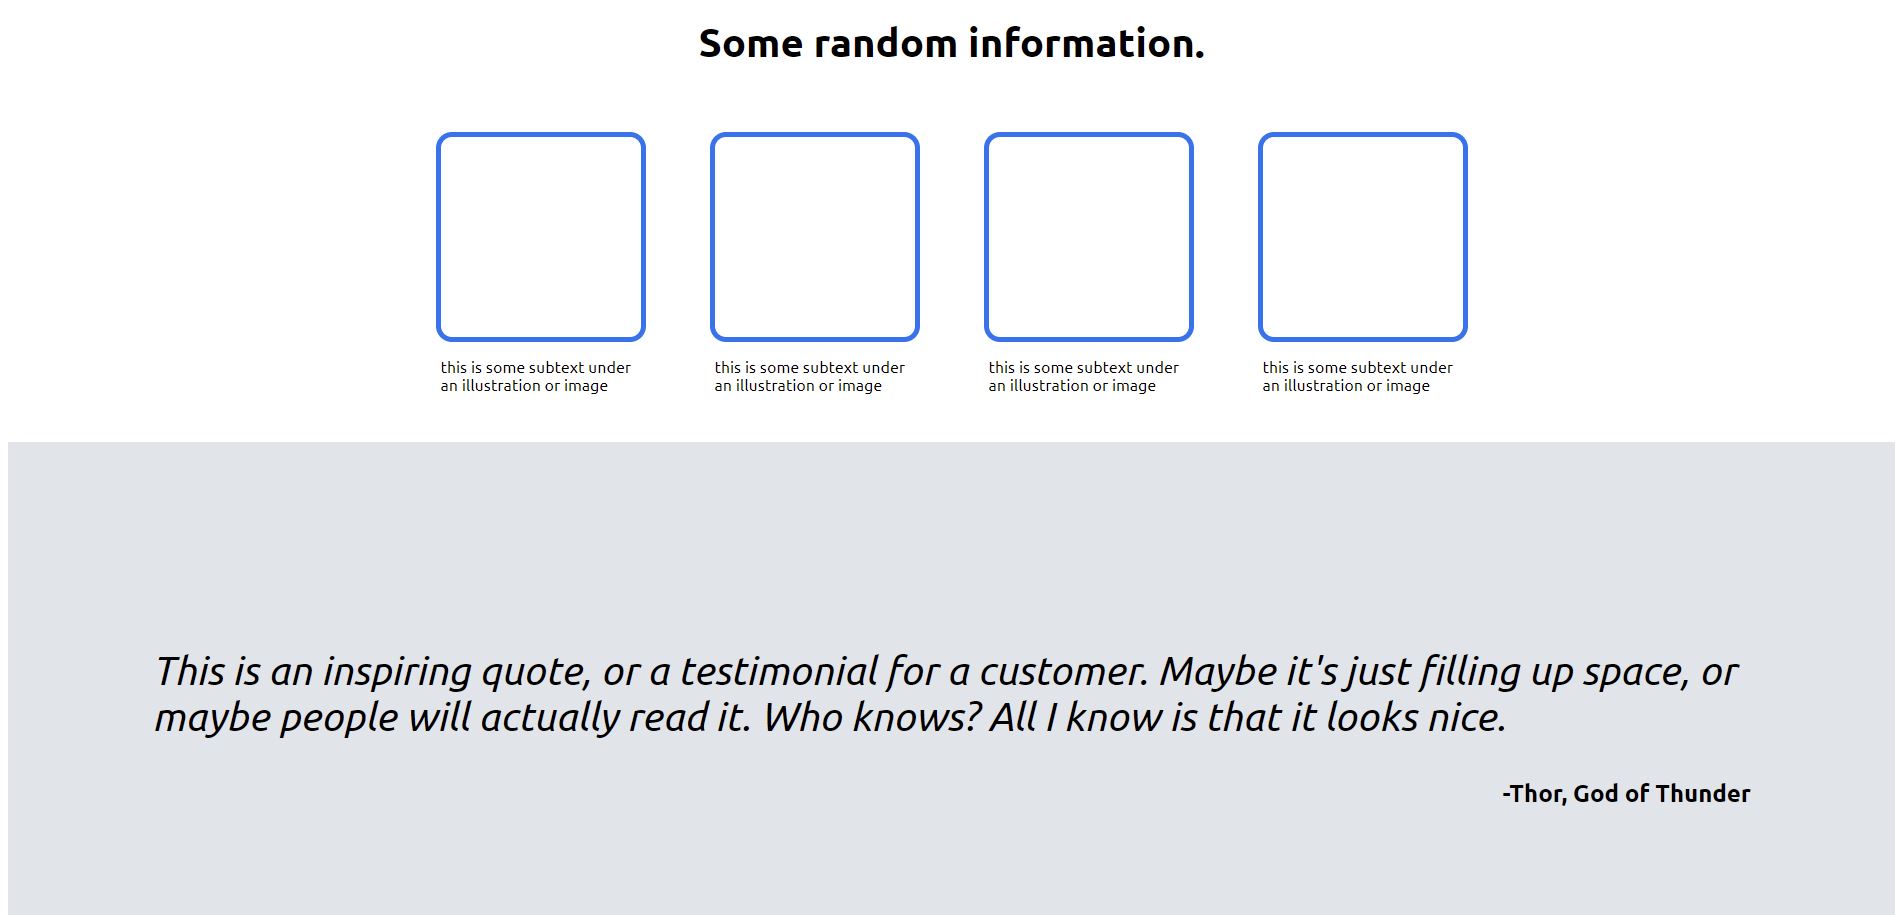 Some random information.
this is some subtext under
an illustration or image
this is some subtext under
an illustration or image
this is some subtext under
an illustration or image
this is some subtext under
an illustration or image
This is an inspiring quote, or a testimonial for a customer. Maybe it's just filling up space, or
maybe people will actually read it. Who knows? All I know is that it looks nice.
-Thor, God of Thunder